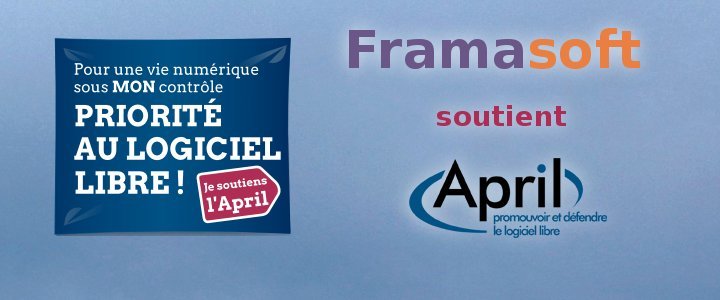 Pour une vie numérique
sous MON contrôle
PRIORITÉ
AU LOGICIEL
LIBRE !
Je soutiens
l'April
Framasoft
soutient
April
promouvoir et défendre
le logiciel libre